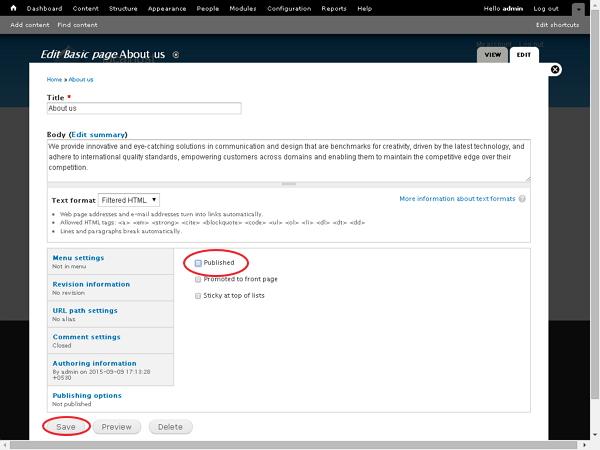 Dashboard Content Structure Appearance People Modules Configuration Reports Help Hello admin Log out
Add content Find content Edit shortcuts
My account Log out
Edit Basic page About us
VIEW EDIT
Home » About us
Title *
About us
Body (Edit summary)
We provide innovative and eye-catching solutions in communication and design that are benchmarks for creativity, driven by the latest technology, and
adhere to international quality standards, empowering customers across domains and enabling them to maintain the competitive edge over their
competition.
Text format Filtered HTML More information about text formats
Web page addresses and e-mail addresses turn into links automatically.
Allowed HTML tags: <a> <em> <strong> <cite> <blockquote> <code> <ul> <ol> <li> <dl> <dt> <dd>
Lines and paragraphs break automatically.
Menu settings
Not in menu
Revision information
No revision
URL path settings
No alias
Comment settings
Closed
Authoring information
By admin on 2015-09-09 17:13:28
+0530
Publishing options
Not published
Published
Promoted to front page
Sticky at top of lists
Save Preview Delete